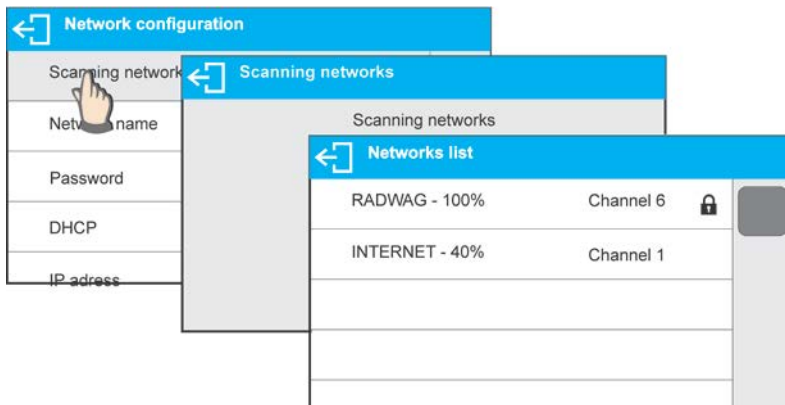 Network configuration
Scanning network
Network name
Password
DHCP
IP adress
Scanning networks
Scanning networks
Networks list
RADWAG - 100% Channel 6
INTERNET - 40% Channel 1